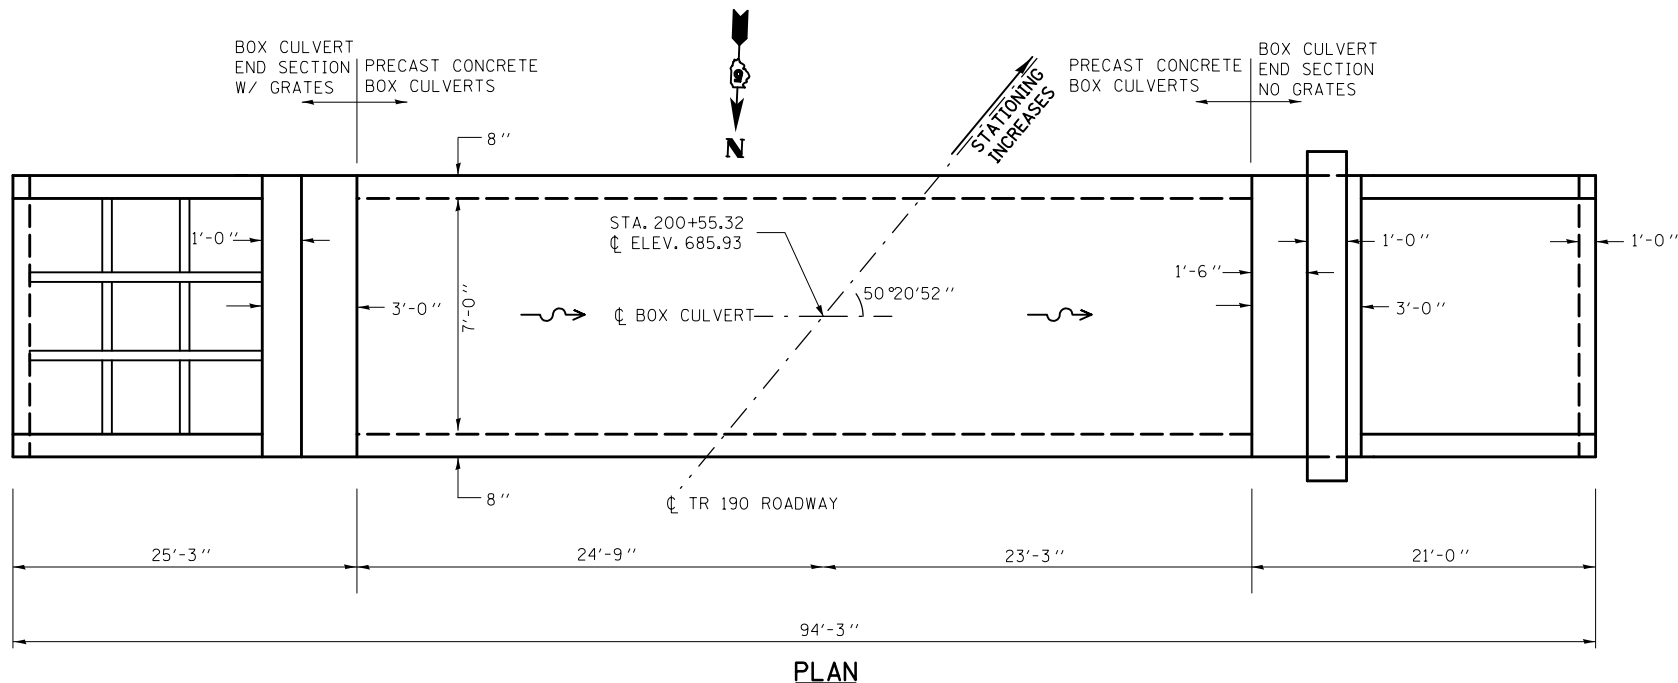 BOX CULVERT
END SECTION
W/ GRATES
PRECAST CONCRETE
BOX CULVERTS
N
STATIONING
INCREASES
PRECAST CONCRETE
BOX CULVERTS
BOX CULVERT
END SECTION
NO GRATES
8"
1'-0"
STA. 200+55.32
℄ ELEV. 685.93
1'-0"
1'-0"
1'-6"
3'-0"
7'-0"
℄ BOX CULVERT
50°20'52"
3'-0"
8"
℄ TR 190 ROADWAY
25'-3"
24'-9"
23'-3"
21'-0"
94'-3"
PLAN